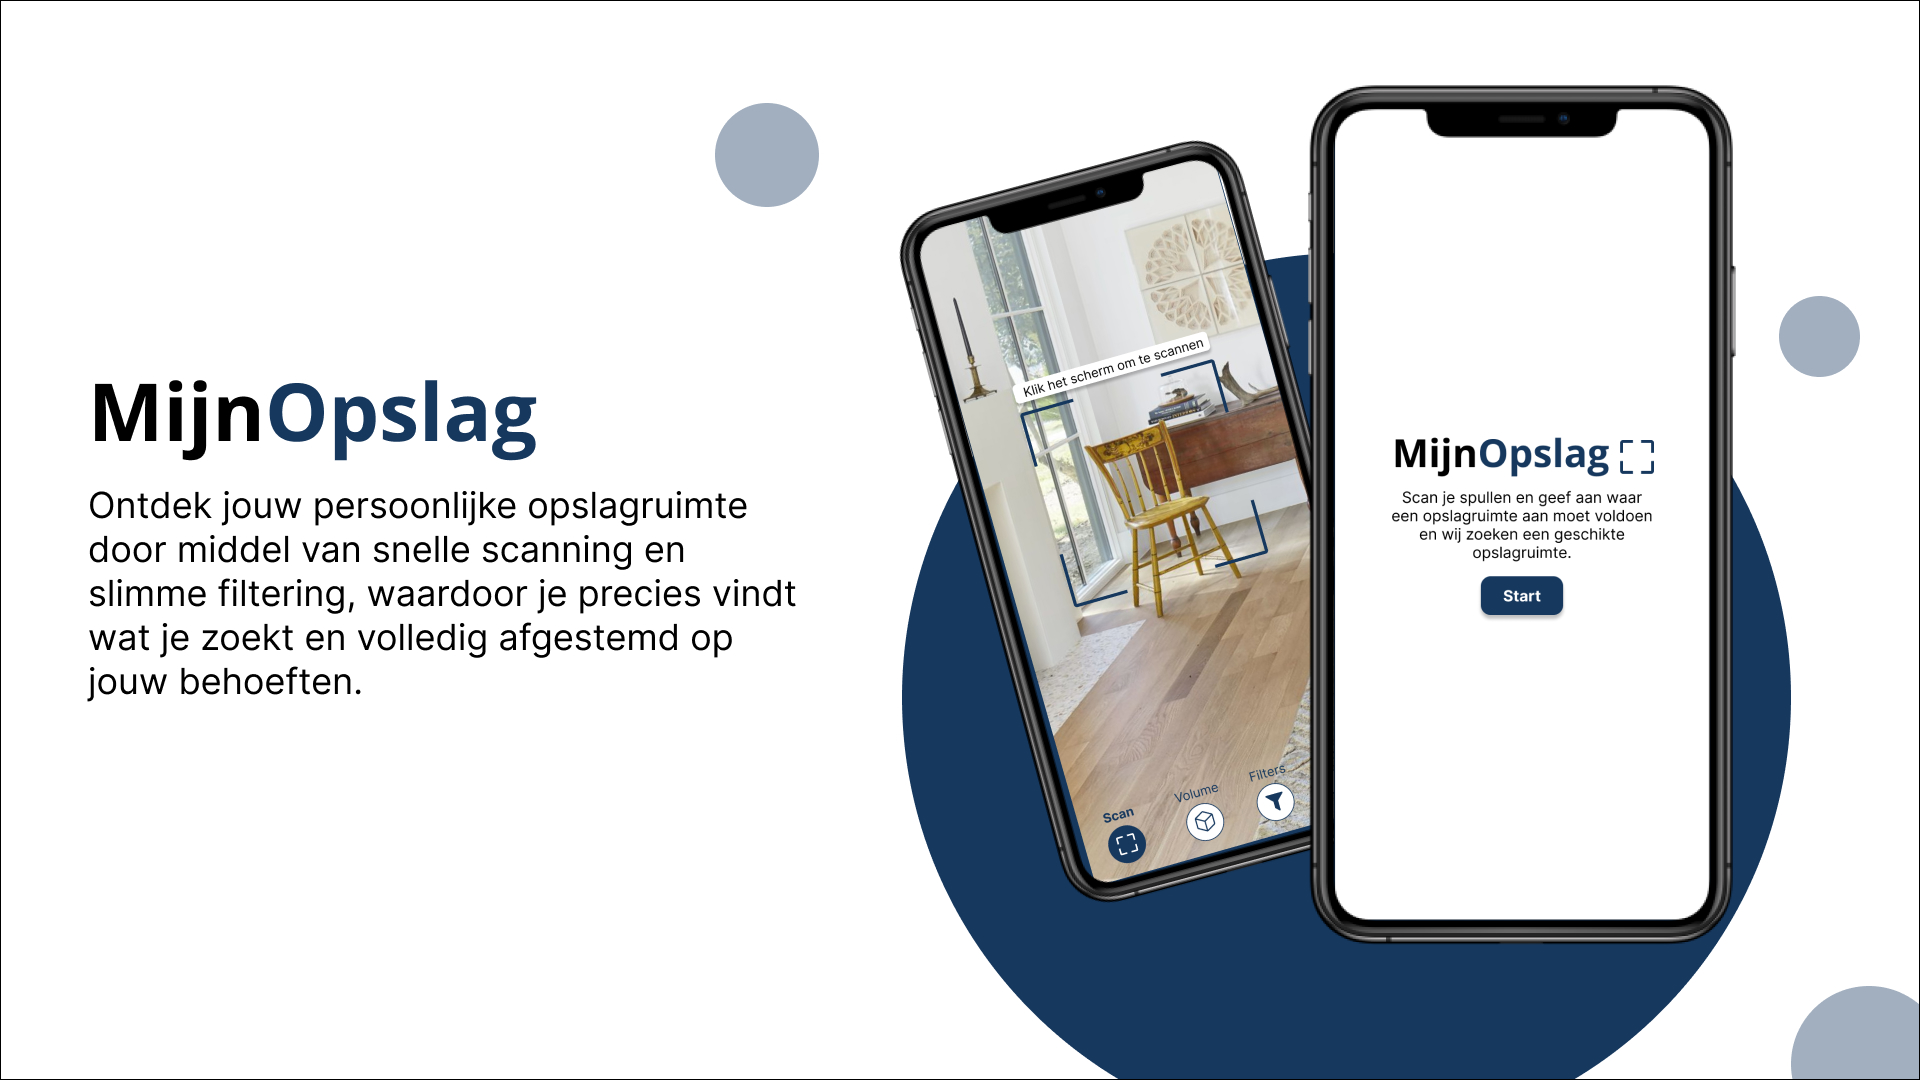 MijnOpslag
Ontdek jouw persoonlijke opslagruimte
door middel van snelle scanning en
slimme filtering, waardoor je precies vindt
wat je zoekt en volledig afgestemd op
jouw behoeften.
Klik het scherm om te scannen
Scan
Volume
Filters
MijnOpslag
Scan je spullen en geef aan waar
een opslagruimte aan moet voldoen
en wij zoeken een geschikte
opslagruimte.
Start